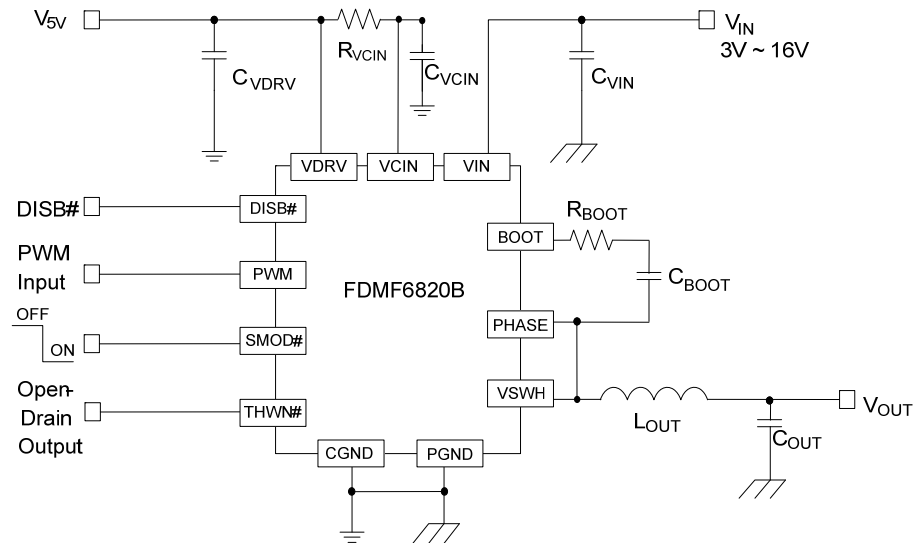 V5V
RVCIN
VIN
3V ~ 16V
CVDRV
CVCIN
CVIN
VDRV
VCIN
VIN
DISB#
DISB#
RBOOT
BOOT
PWM
Input
PWM
CBOOT
FDMF6820B
OFF
ON
SMOD#
PHASE
Open-
Drain
Output
THWN#
VSWH
LOUT
VOUT
COUT
CGND
PGND